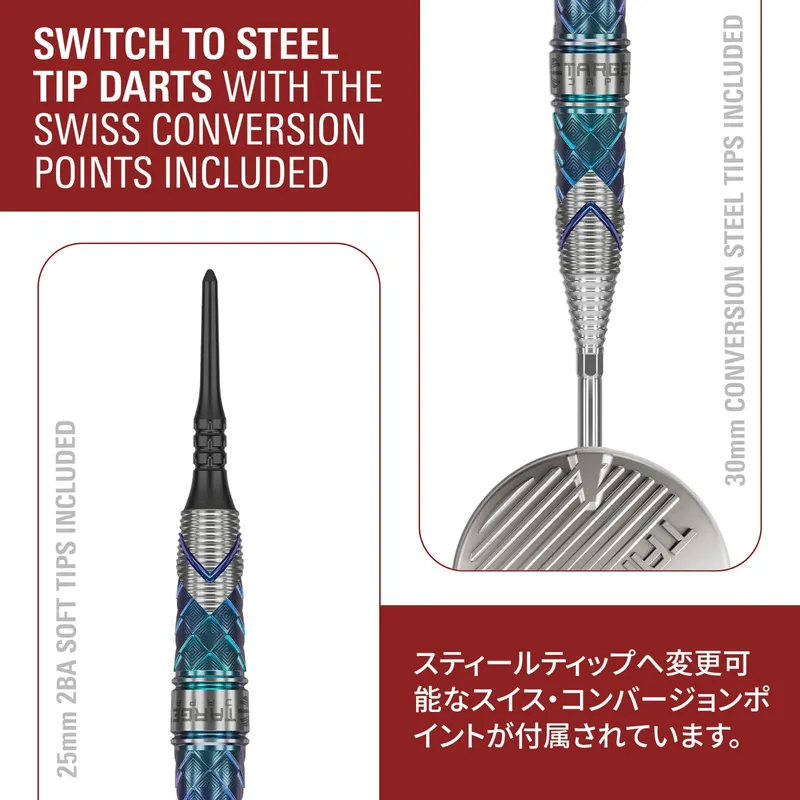 SWITCH TO STEEL
TIP DARTS WITH THE
SWISS CONVERSION
POINTS INCLUDED
TARGET
JAPAN
30mm CONVERSION STEEL TIPS INCLUDED
25mm 2BA SOFT TIPS INCLUDED
TARGE
スティールティップへ変更可
能なスイス・コンバージョンポ
イントが付属されています。